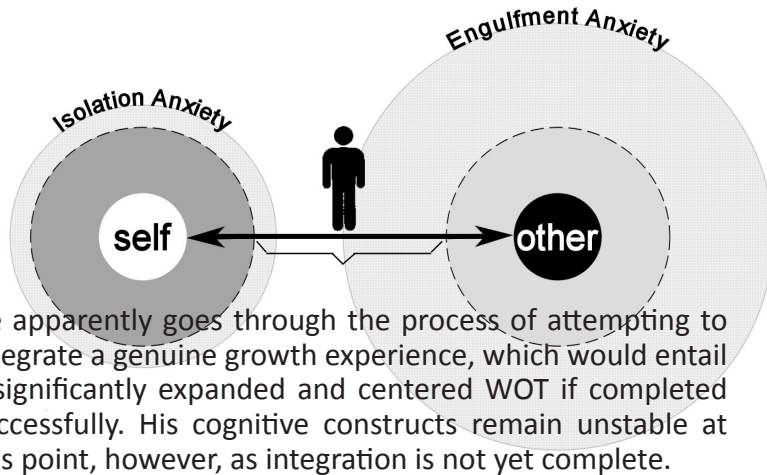 Engulfment Anxiety
Isolation Anxiety
self
other
apparently goes through the process of attempting to
a genuine growth experience, which would entail
significantly expanded and centered WOT if completed
His cognitive constructs remain unstable at
point, however, as integration is not yet complete.